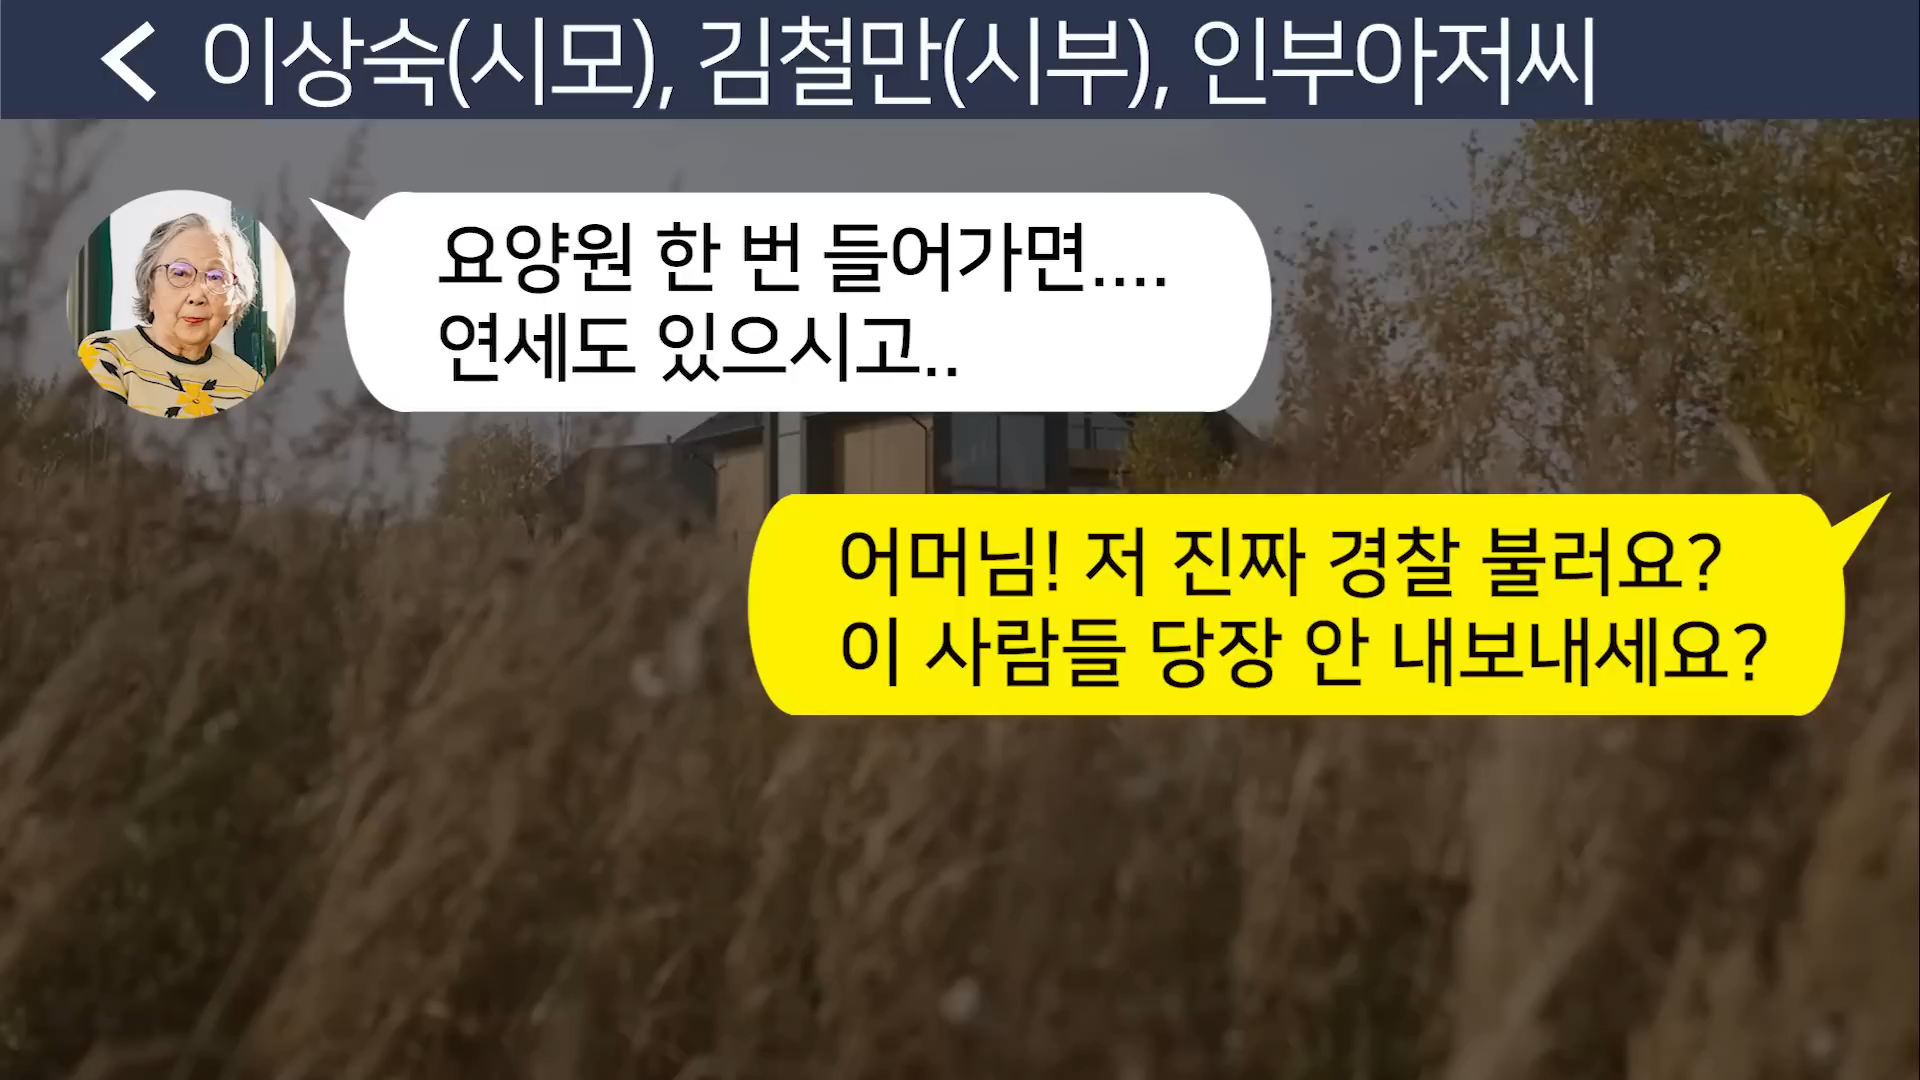 이상숙(시모), 김철만(시부), 인부아저씨
요양원 한 번 들어가면....
연세도 있으시고..
어머님! 저 진짜 경찰 불러요?
이 사람들 당장 안 내보내세요?